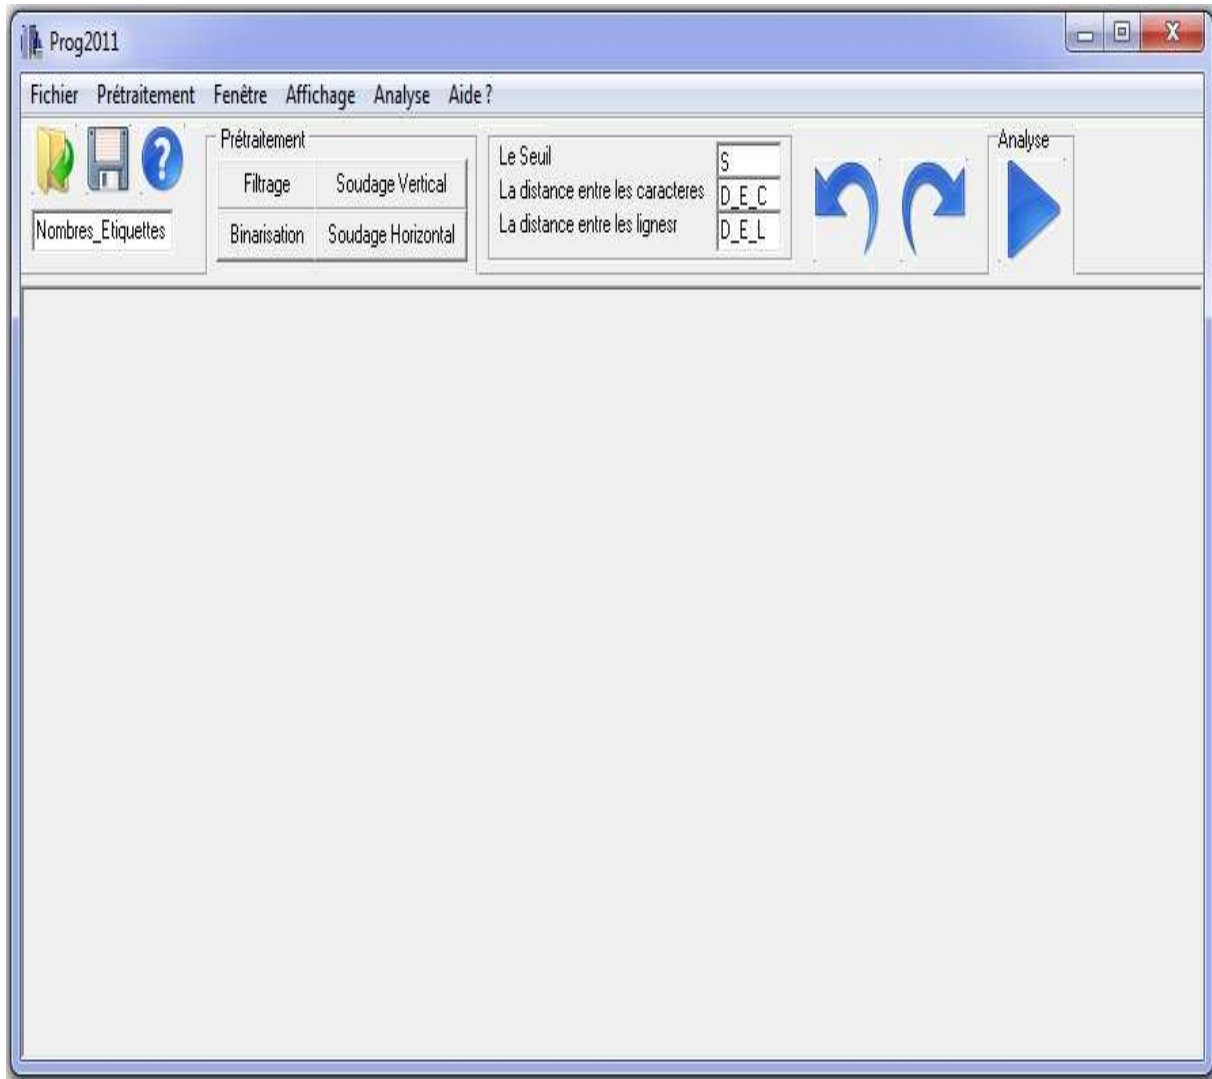 Prog2011
Fichier Prétraitement Fenêtre Affichage Analyse Aide ?
Nombres_Etiquettes
Prétraitement
Filtrage Soudage Vertical
Binarisation Soudage Horizontal
Le Seuil S
La distance entre les caracteres D_E_C
La distance entre les lignesr D_E_L
Analyse